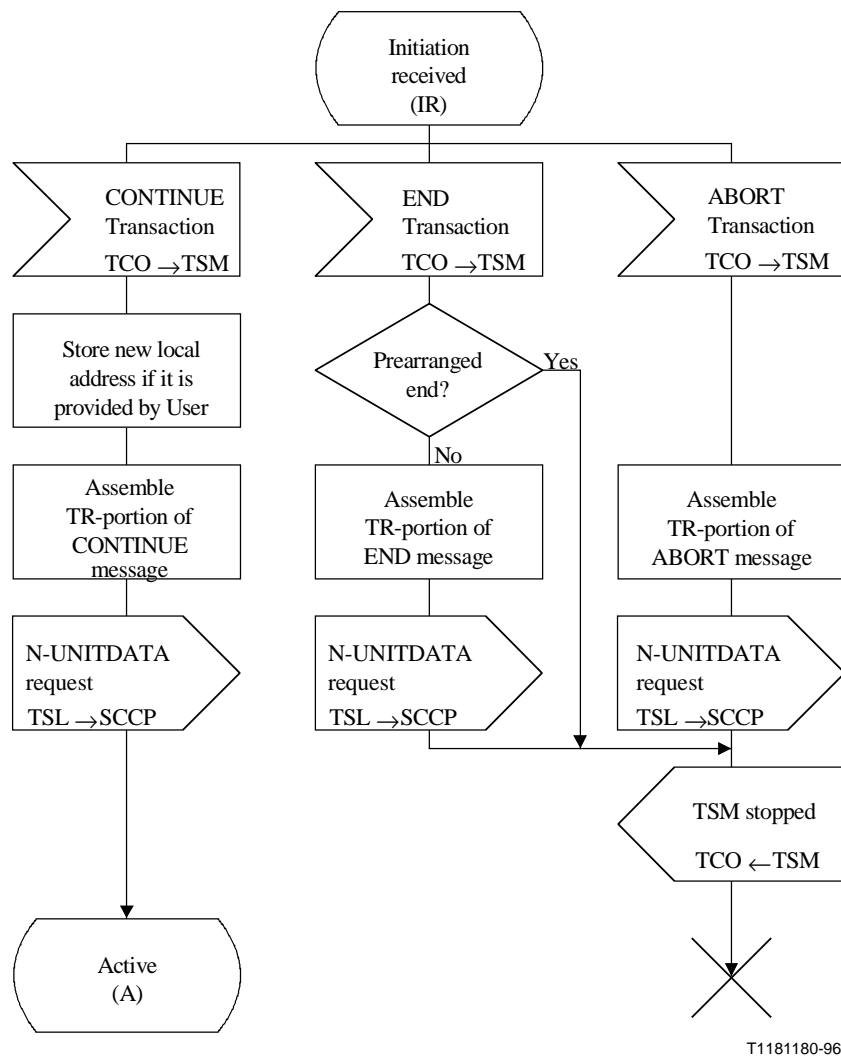 Initiation
received
(IR)
CONTINUE
Transaction
TCO →TSM
END
Transaction
TCO →TSM
ABORT
Transaction
TCO →TSM
Store new local
address if it is
provided by User
Prearranged
end?
Yes
No
Assemble
TR-portion of
CONTINUE
message
Assemble
TR-portion of
END message
Assemble
TR-portion of
ABORT message
N-UNITDATA
request
TSL →SCCP
N-UNITDATA
request
TSL →SCCP
N-UNITDATA
request
TSL →SCCP
TSM stopped
TCO ←TSM
Active
(A)
T1181180-96